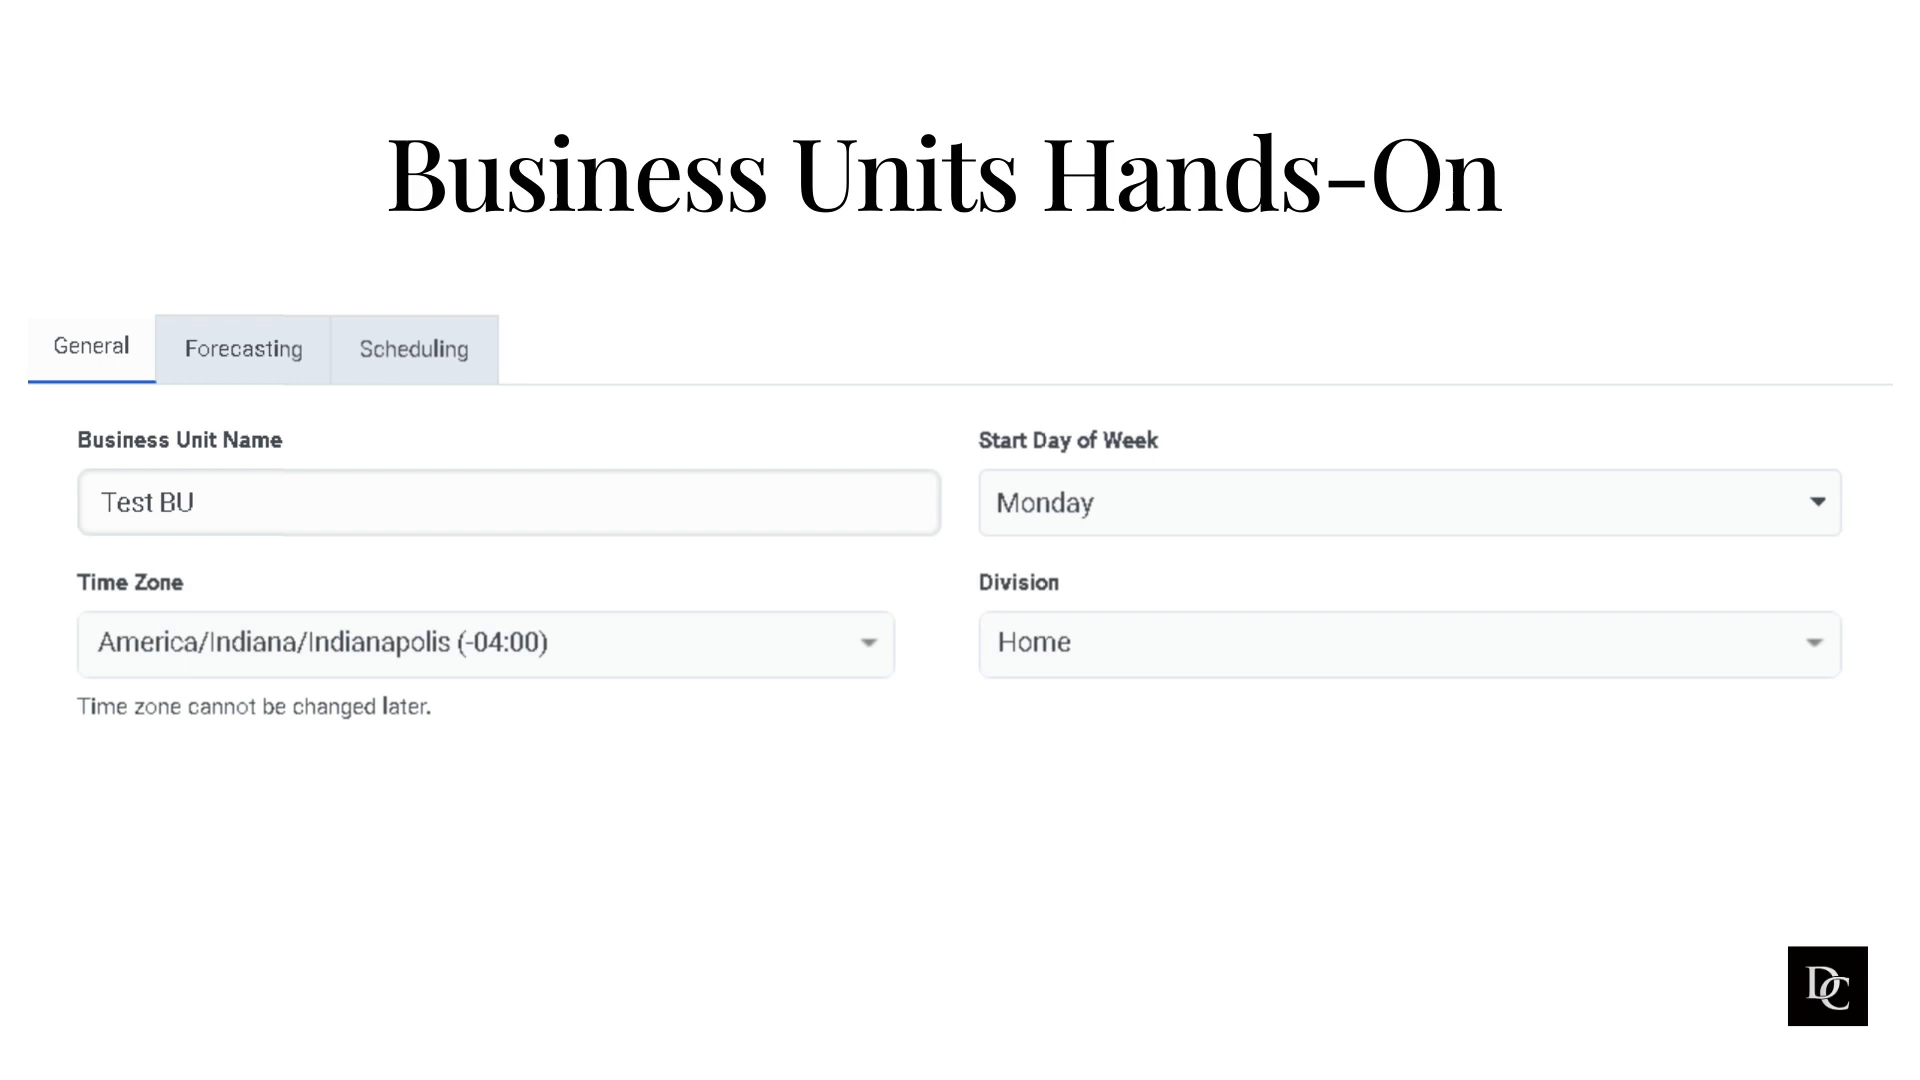 Business Units Hands-On
General Forecasting Scheduling
Business Unit Name Start Day of Week
Test BU Monday
Time Zone Division
America/Indiana/Indianapolis (-04:00) Home
Time zone cannot be changed later.
DC